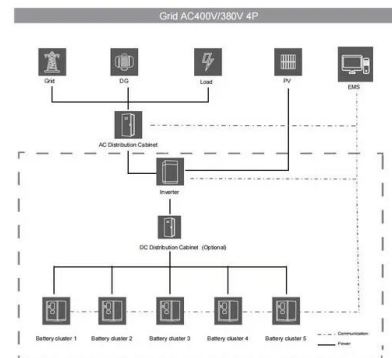 Grid AC400V/380V 4P
Grid
DG
Load
PV
EMS
AC Distribution Cabinet
Inverter
DC Distribution Cabinet (Optional)
Battery cluster 1
Battery cluster 2
Battery cluster 3
Battery cluster 4
Battery cluster 5
Communication
Power